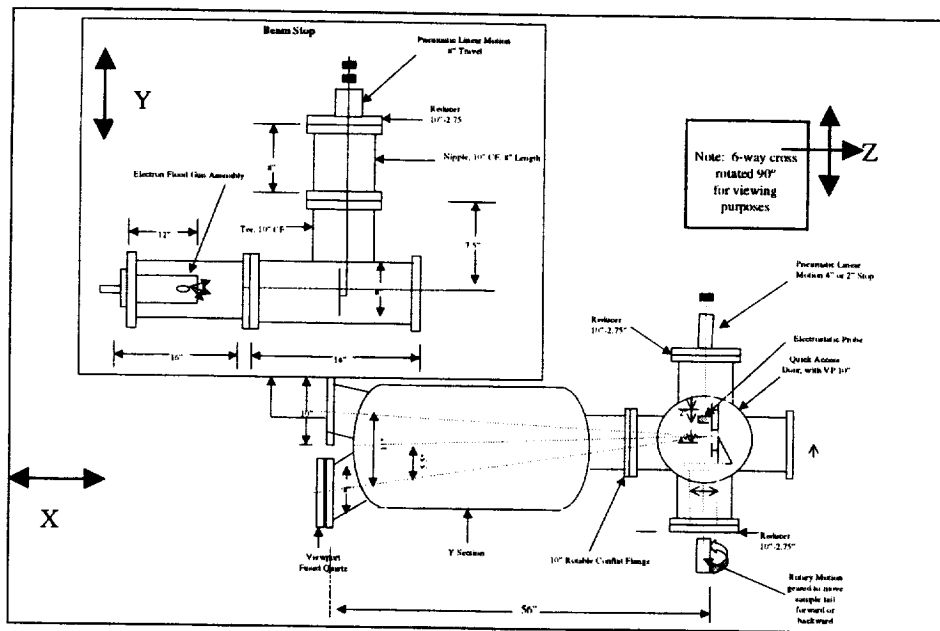 Beam Stop
Pneumatic Linear Motion
8" Travel
Y
Reducer
10"-2.75
8"
Nipple, 10" CF, 8" Length
Electron Flood Gun Assembly
12"
Tee, 10" CF
7.5"
8"
16"
14"
Note: 6-way cross
rotated 90°
for viewing
purposes
Z
Pneumatic Linear
Motion 4" or 2" Stop
Reducer
10"-2.75"
Electrostatic Probe
Quick Access
Door, with VP 10"
X
Viewport
Fused Quartz
Y Section
10" Rotable Conflat Flange
Reducer
10"-2.75"
56"
Rotary Motion
geared to move
sample tail
forward or
backward